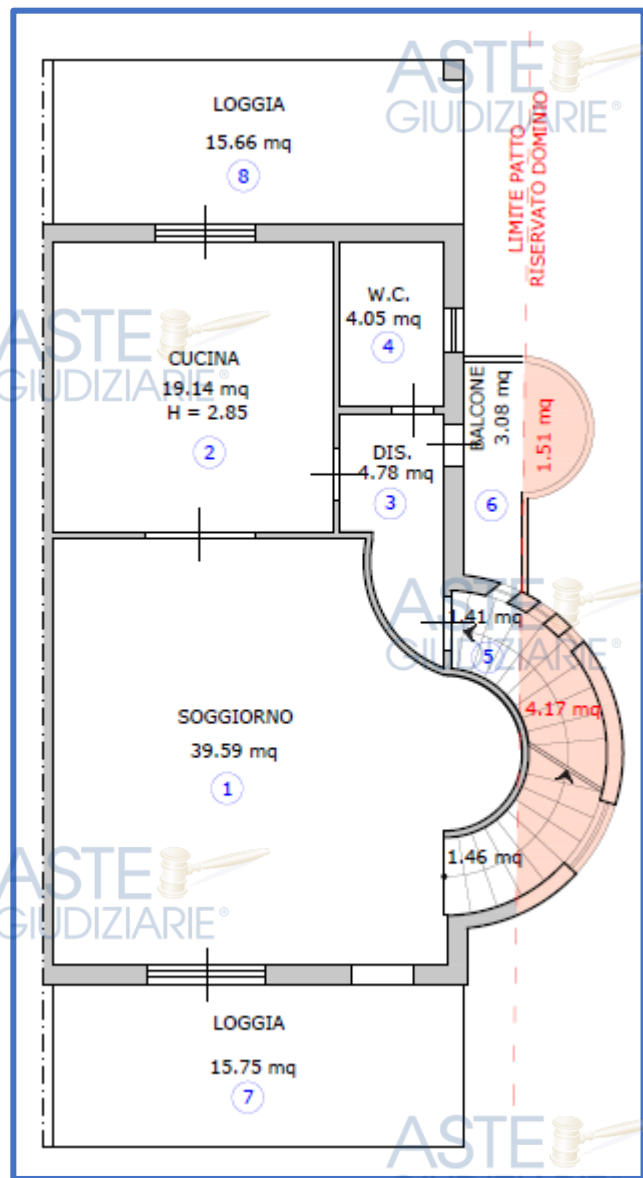 ASTE
GIUDIZIARIE®
LOGGIA
15.66 mq
8
LIMITE PATTO
RISERVATO DOMINIO
W.C.
4.05 mq
4
ASTE
GIUDIZIARIE®
CUCINA
19.14 mq
H = 2.85
2
BALCONE
3.08 mq
1.51 mq
DIS.
4.78 mq
3
6
ASTE
GIUDIZIARIE®
1.41 mq
5
4.17 mq
SOGGIORNO
39.59 mq
1
1.46 mq
ASTE
GIUDIZIARIE®
LOGGIA
15.75 mq
7
ASTE